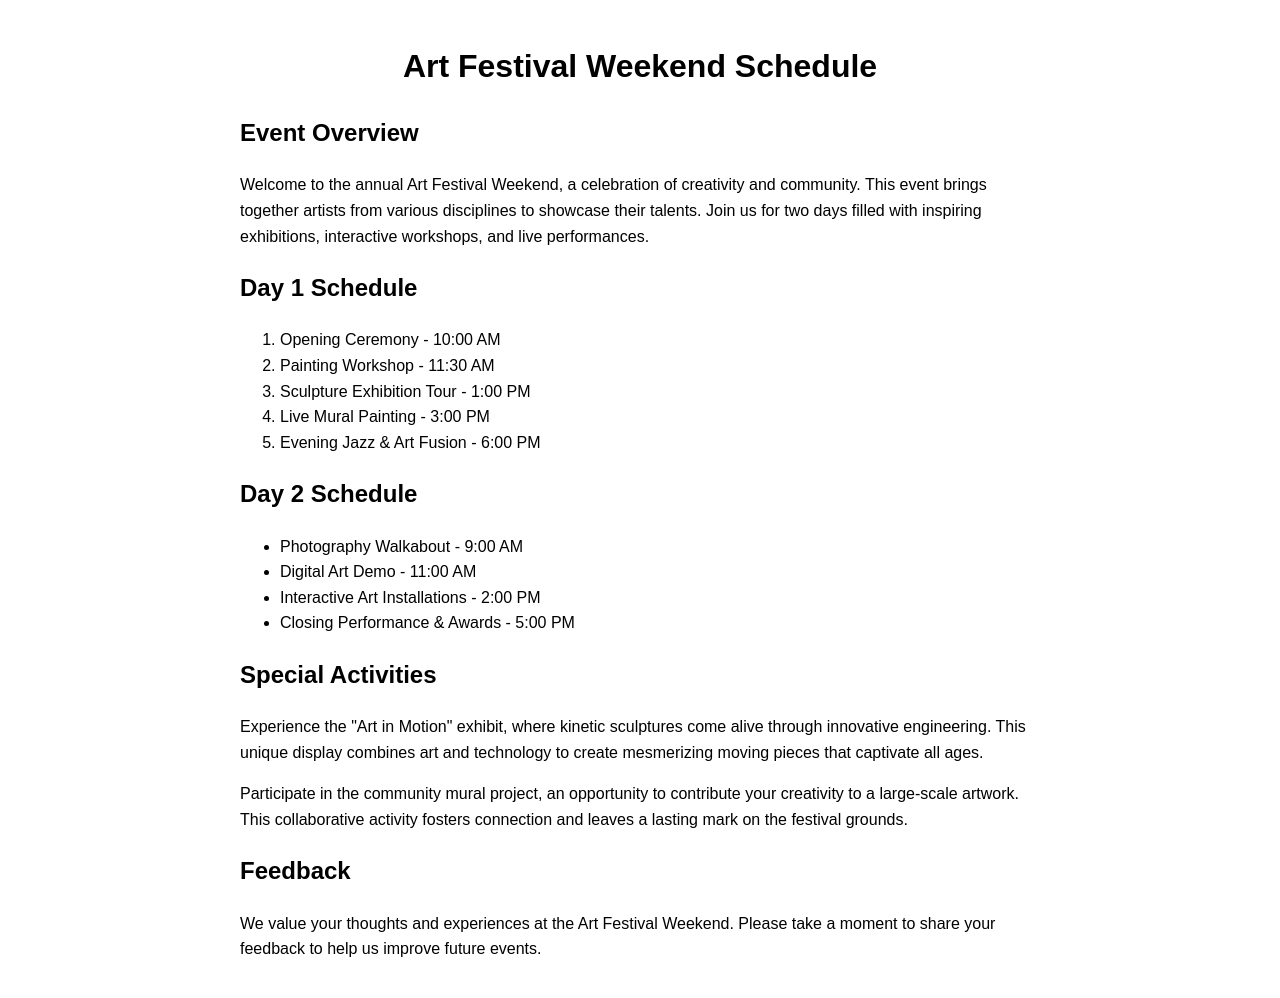 Art Festival Weekend Schedule
Event Overview
Welcome to the annual Art Festival Weekend, a celebration of creativity and community. This event brings
together artists from various disciplines to showcase their talents. Join us for two days filled with inspiring
exhibitions, interactive workshops, and live performances.
Day 1 Schedule
1. Opening Ceremony - 10:00 AM
2. Painting Workshop - 11:30 AM
3. Sculpture Exhibition Tour - 1:00 PM
4. Live Mural Painting - 3:00 PM
5. Evening Jazz & Art Fusion - 6:00 PM
Day 2 Schedule
• Photography Walkabout - 9:00 AM
• Digital Art Demo - 11:00 AM
• Interactive Art Installations - 2:00 PM
• Closing Performance & Awards - 5:00 PM
Special Activities
Experience the "Art in Motion" exhibit, where kinetic sculptures come alive through innovative engineering. This
unique display combines art and technology to create mesmerizing moving pieces that captivate all ages.
Participate in the community mural project, an opportunity to contribute your creativity to a large-scale artwork.
This collaborative activity fosters connection and leaves a lasting mark on the festival grounds.
Feedback
We value your thoughts and experiences at the Art Festival Weekend. Please take a moment to share your
feedback to help us improve future events.